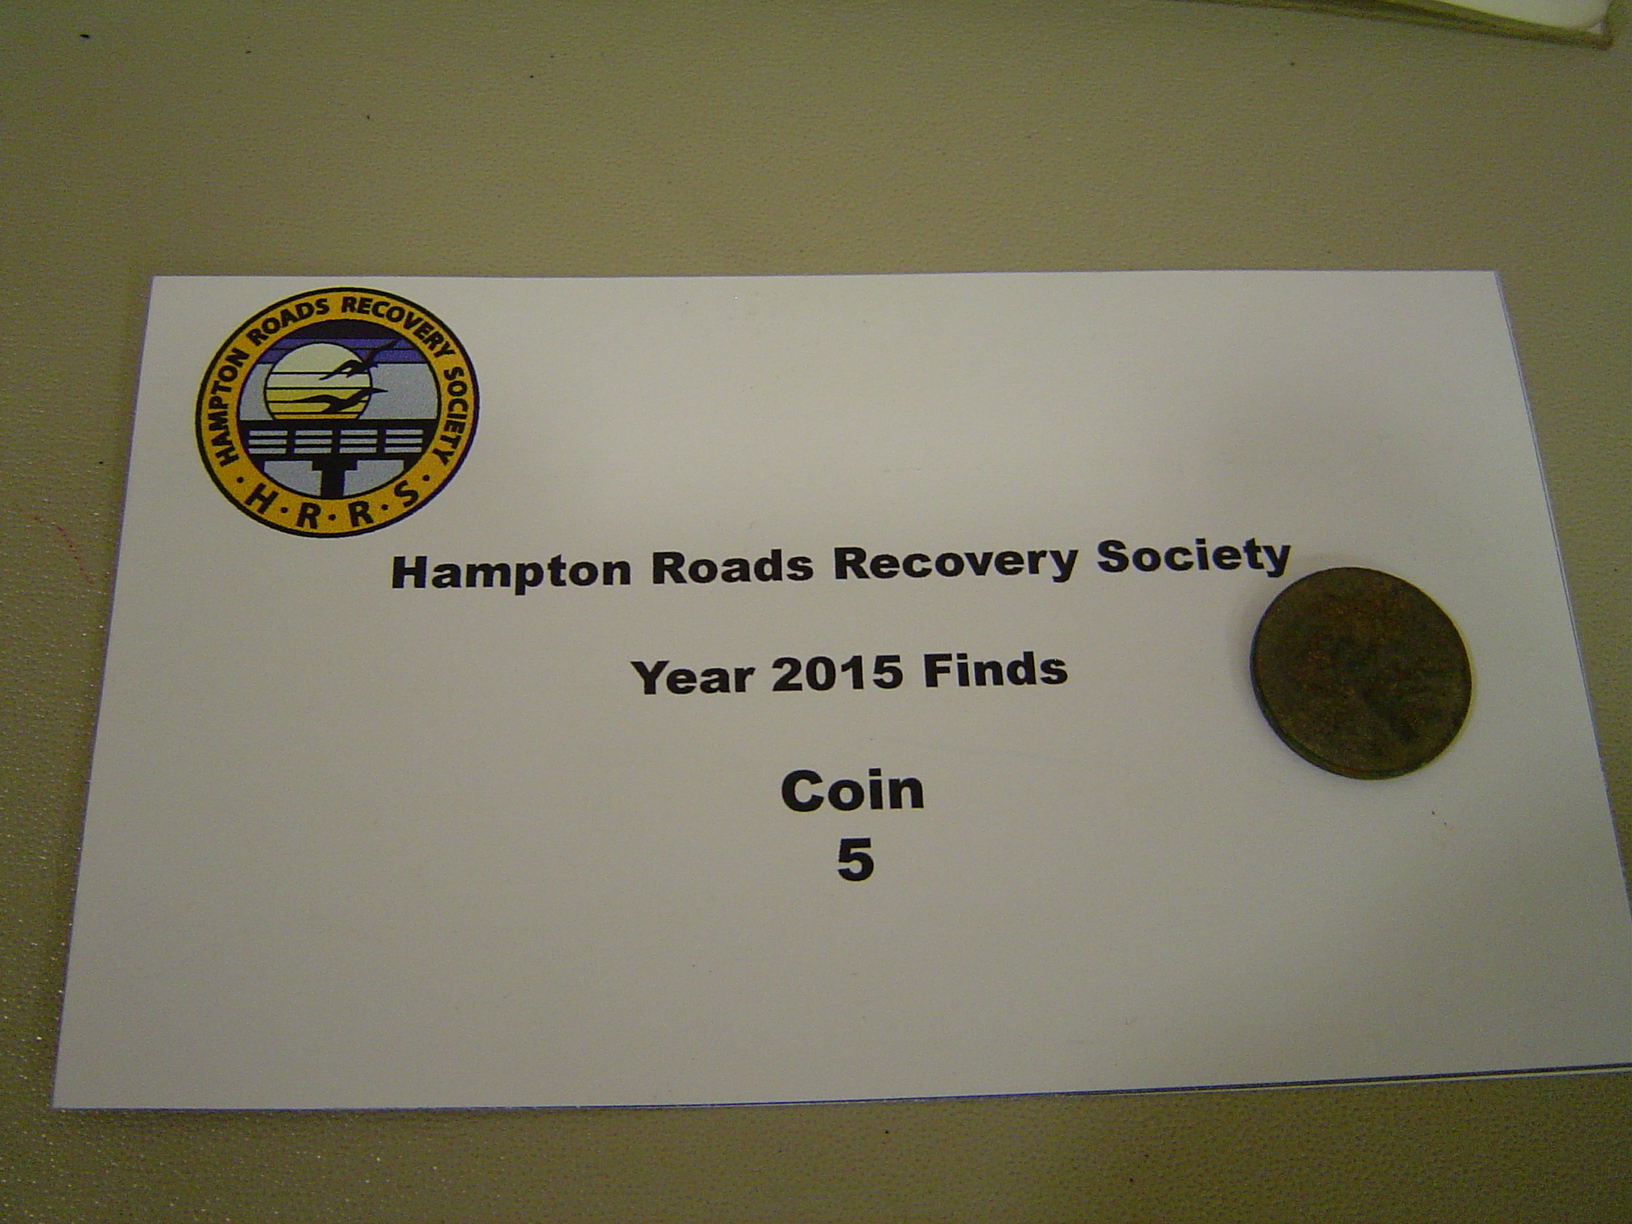 HAMPTON ROADS RECOVERY SOCIETY
· H · R · R · S ·
Hampton Roads Recovery Society
Year 2015 Finds
Coin
5